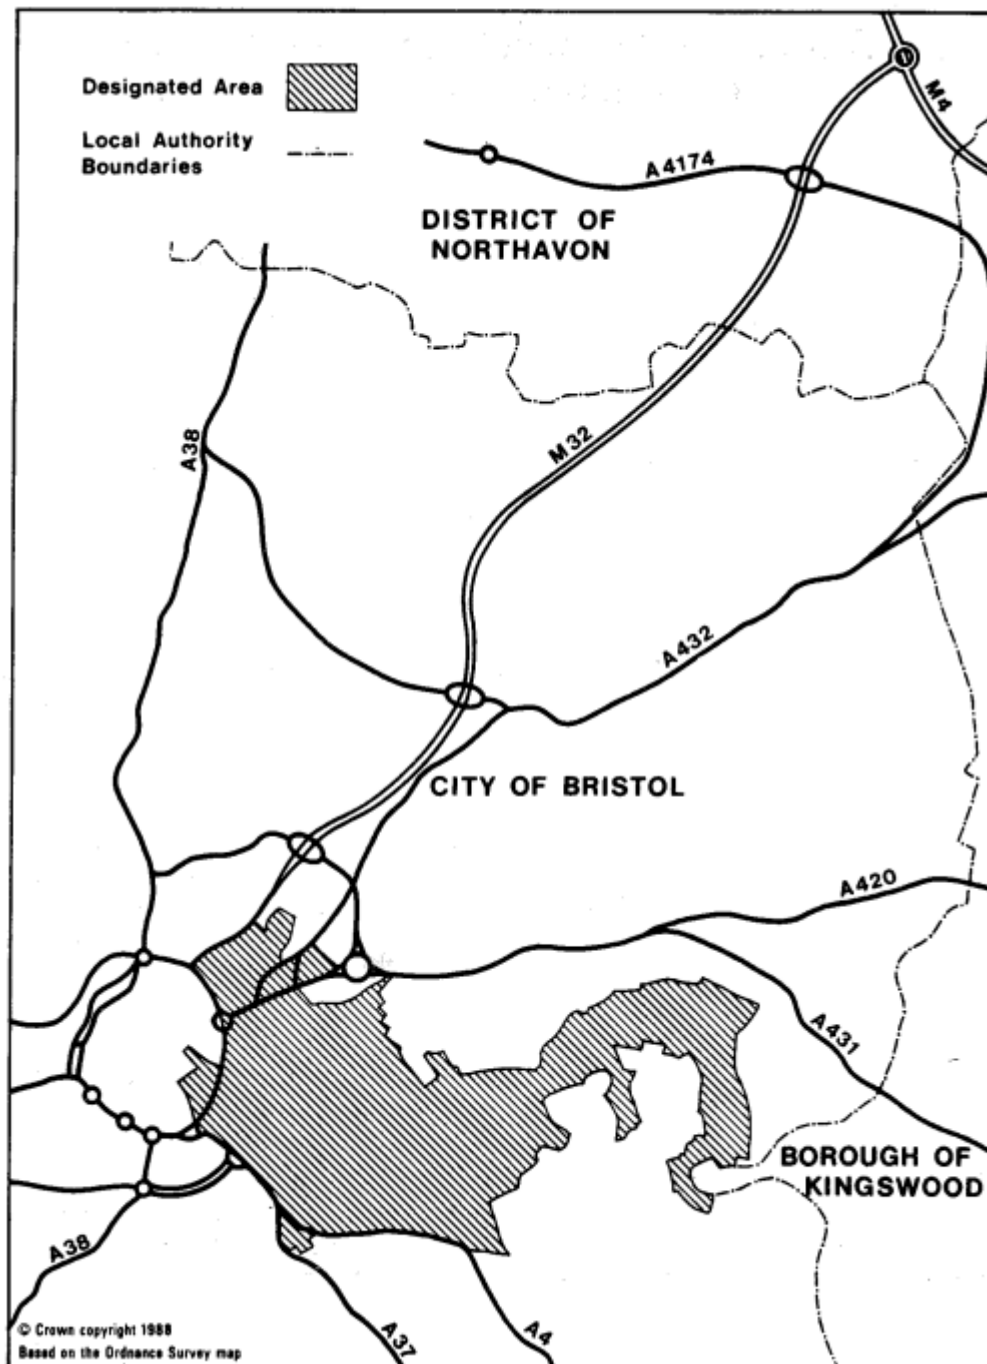 Designated Area
Local Authority
Boundaries
M4
A4174
DISTRICT OF
NORTHAVON
A38
M32
A432
CITY OF BRISTOL
A420
A431
BOROUGH OF
KINGSWOOD
A38
A37
A4
© Crown copyright 1988
Based on the Ordnance Survey map